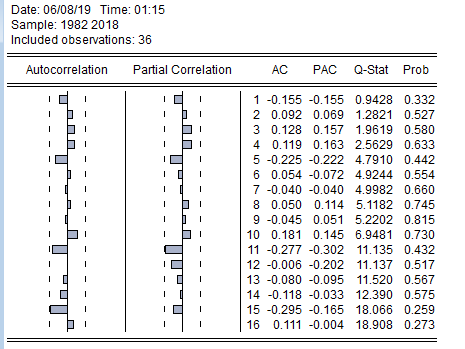 Date: 06/08/19 Time: 01:15
Sample: 1982 2018
Included observations: 36
Autocorrelation Partial Correlation AC PAC Q-Stat Prob
1 -0.155 -0.155 0.9428 0.332
2 0.092 0.069 1.2821 0.527
3 0.128 0.157 1.9619 0.580
4 0.119 0.163 2.5629 0.633
5 -0.225 -0.222 4.7910 0.442
6 0.054 -0.072 4.9244 0.554
7 -0.040 -0.040 4.9982 0.660
8 0.050 0.114 5.1182 0.745
9 -0.045 0.051 5.2202 0.815
10 0.181 0.145 6.9481 0.730
11 -0.277 -0.302 11.135 0.432
12 -0.006 -0.202 11.137 0.517
13 -0.080 -0.095 11.520 0.567
14 -0.118 -0.033 12.390 0.575
15 -0.295 -0.165 18.066 0.259
16 0.111 -0.004 18.908 0.273